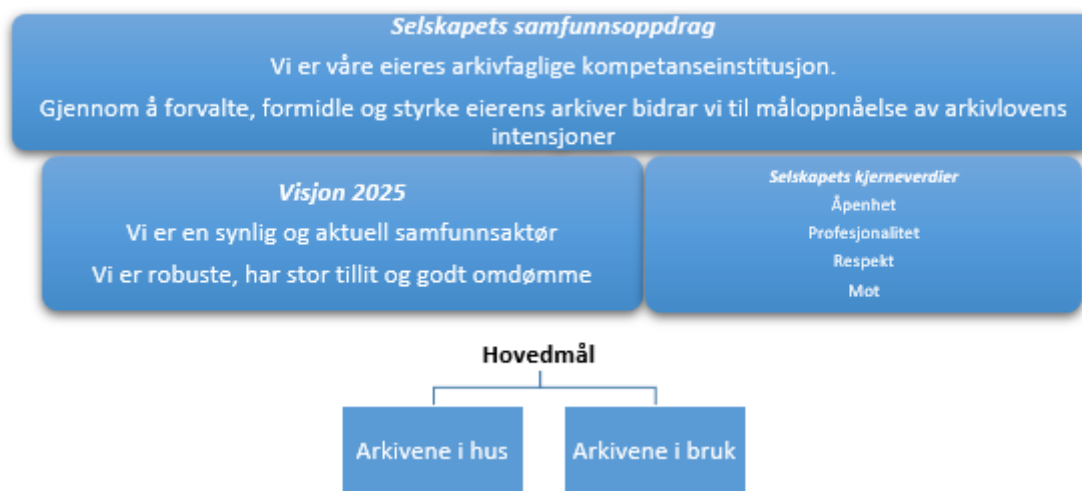 Selskapets samfunnsoppdrag
Vi er våre eieres arkivfaglige kompetanseinstitusjon.
Gjennom å forvalte, formidle og styrke eierens arkiver bidrar vi til måloppnåelse av arkivlovens
intensjoner
Visjon 2025
Vi er en synlig og aktuell samfunnsaktør
Vi er robuste, har stor tillit og godt omdømme
Selskapets kjerneverdier
Åpenhet
Profesjonalitet
Respekt
Mot
Hovedmål
Arkivene i hus
Arkivene i bruk